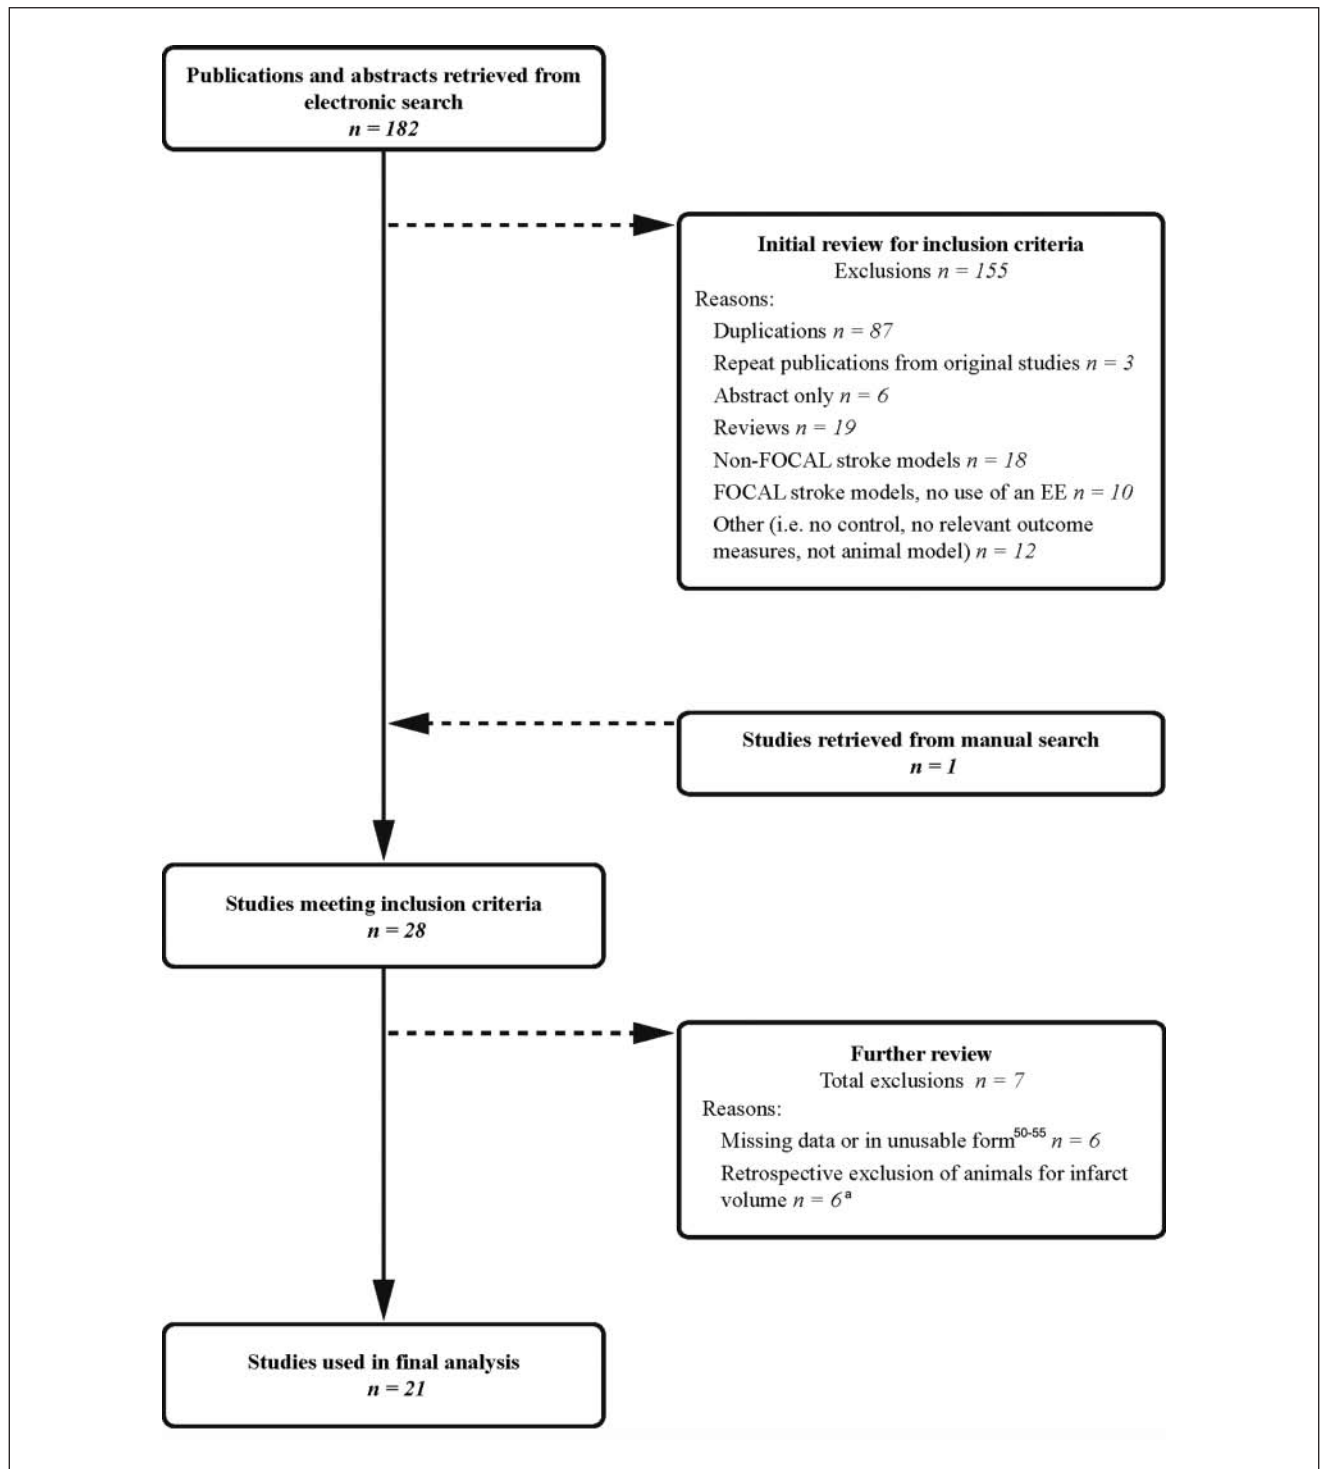 Publications and abstracts retrieved from
electronic search
n = 182
Initial review for inclusion criteria
Exclusions n = 155
Reasons:
Duplications n = 87
Repeat publications from original studies n = 3
Abstract only n = 6
Reviews n = 19
Non-FOCAL stroke models n = 18
FOCAL stroke models, no use of an EE n = 10
Other (i.e. no control, no relevant outcome
measures, not animal model) n = 12
Studies retrieved from manual search
n = 1
Studies meeting inclusion criteria
n = 28
Further review
Total exclusions n = 7
Reasons:
Missing data or in unusable form50-55 n = 6
Retrospective exclusion of animals for infarct
volume n = 6a
Studies used in final analysis
n = 21